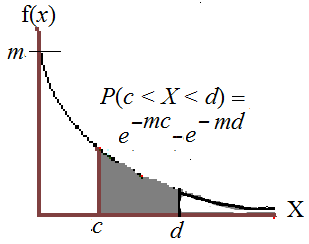 f(x)
m
P(c < X < d) =
e^-mc - e^-md
X
c
d